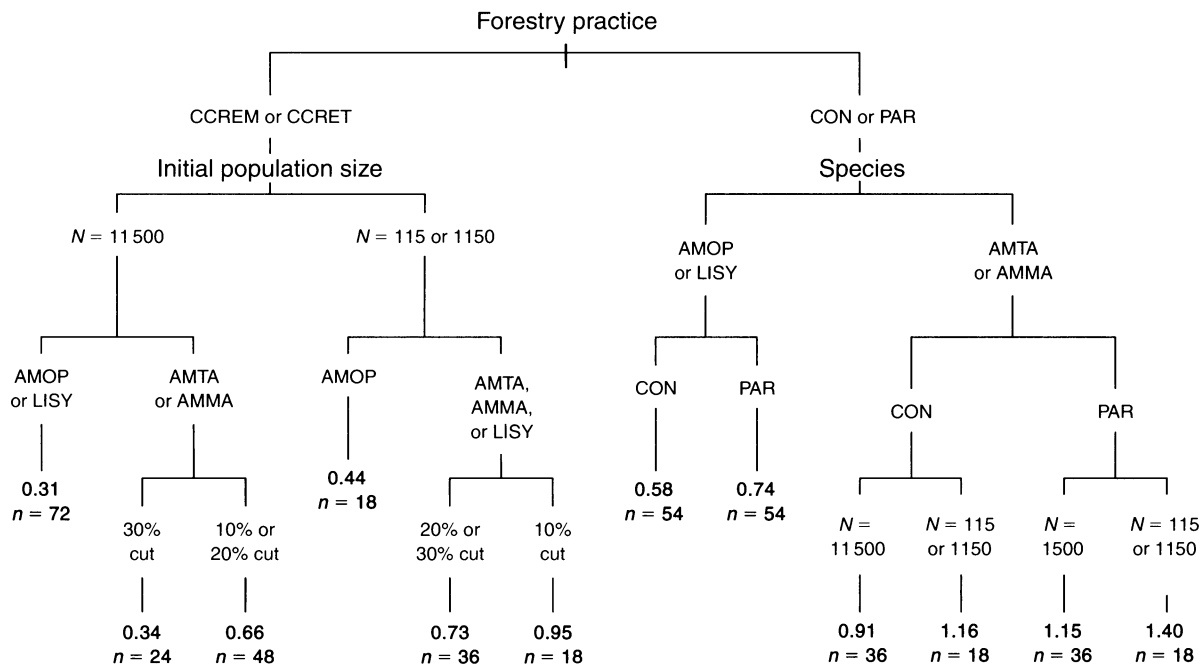 Forestry practice
CCREM or CCRET
CON or PAR
Initial population size
Species
N = 11 500
N = 115 or 1150
AMOP
or LISY
AMTA
or AMMA
AMOP
or LISY
AMTA
or AMMA
AMOP
AMTA,
AMMA,
or LISY
CON
PAR
CON
PAR
0.31
n = 72
0.44
n = 18
0.58
n = 54
0.74
n = 54
30%
cut
10% or
20% cut
20% or
30% cut
10%
cut
N =
11 500
N = 115
or 1150
N =
1500
N = 115
or 1150
0.34
n = 24
0.66
n = 48
0.73
n = 36
0.95
n = 18
0.91
n = 36
1.16
n = 18
1.15
n = 36
1.40
n = 18